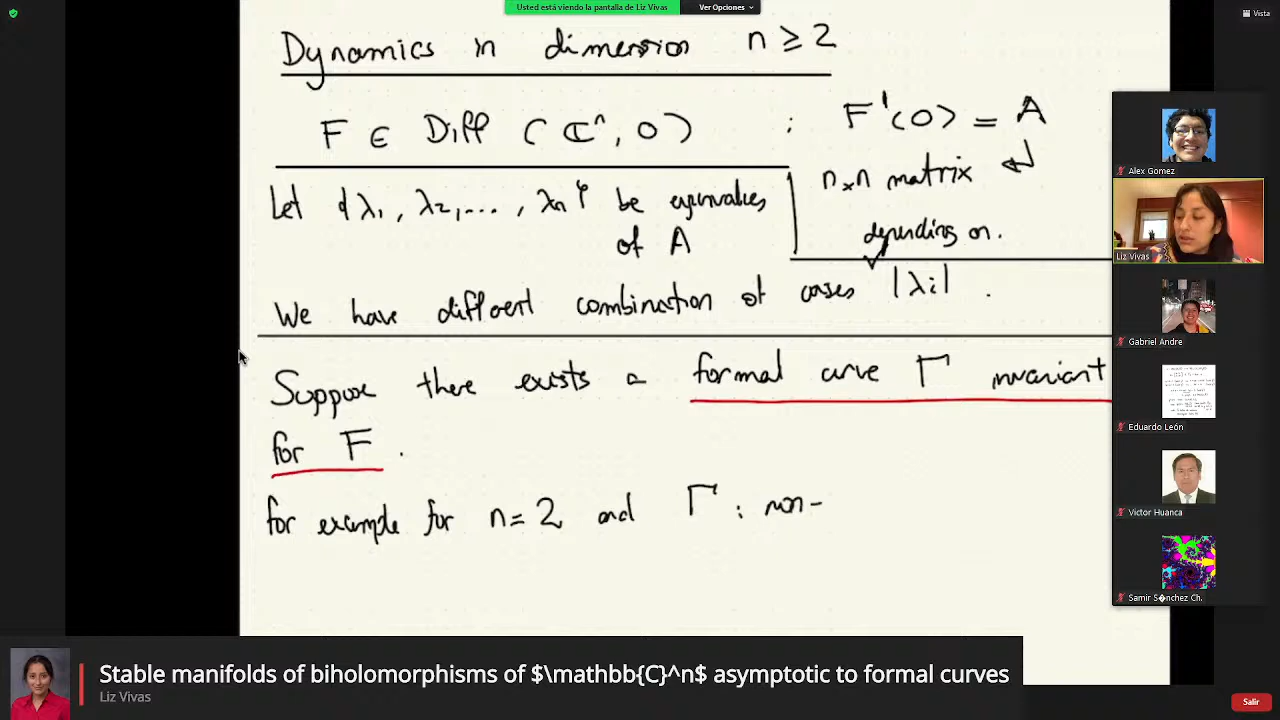 Usted está viendo la pantalla de Liz Vivas
Ver Opciones
Vista
Dynamics in dimension n ≥ 2
F ∈ Diff (ℂⁿ, 0) : F'(0) = A
n×n matrix
Let {λ₁, λ₂, ..., λn} be eigenvalues
of A
depending on.
We have different combination of cases |λi| .
Suppose there exists a formal curve Γ invariant
for F .
for example for n=2 and Γ : non-
Alex Gomez
Liz Vivas
Gabriel Andre
Eduardo León
Victor Huanca
Samir S�nchez Ch.
Stable manifolds of biholomorphisms of $\mathbb{C}^n$ asymptotic to formal curves
Liz Vivas
Salir